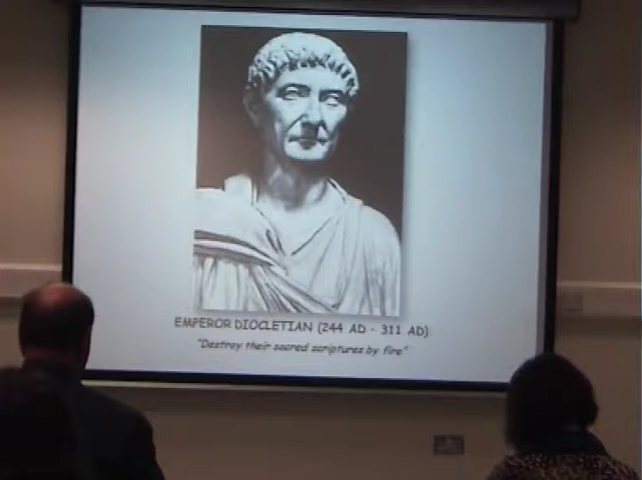 EMPEROR DIOCLETIAN (244 AD - 311 AD)
"Destroy their sacred scriptures by fire"